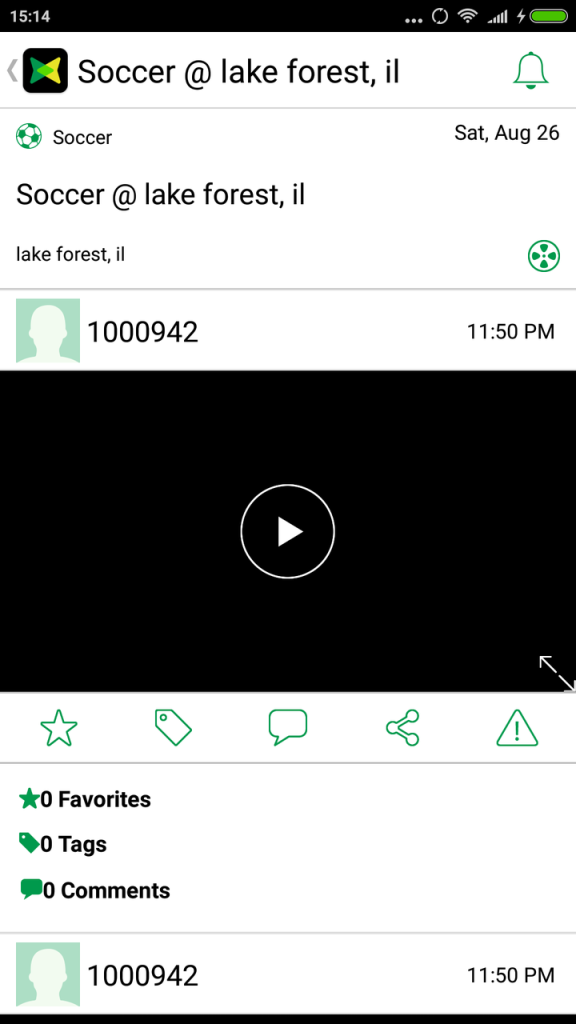 15:14
Soccer @ lake forest, il
Soccer
Sat, Aug 26
Soccer @ lake forest, il
lake forest, il
1000942
11:50 PM
0 Favorites
0 Tags
0 Comments
1000942
11:50 PM